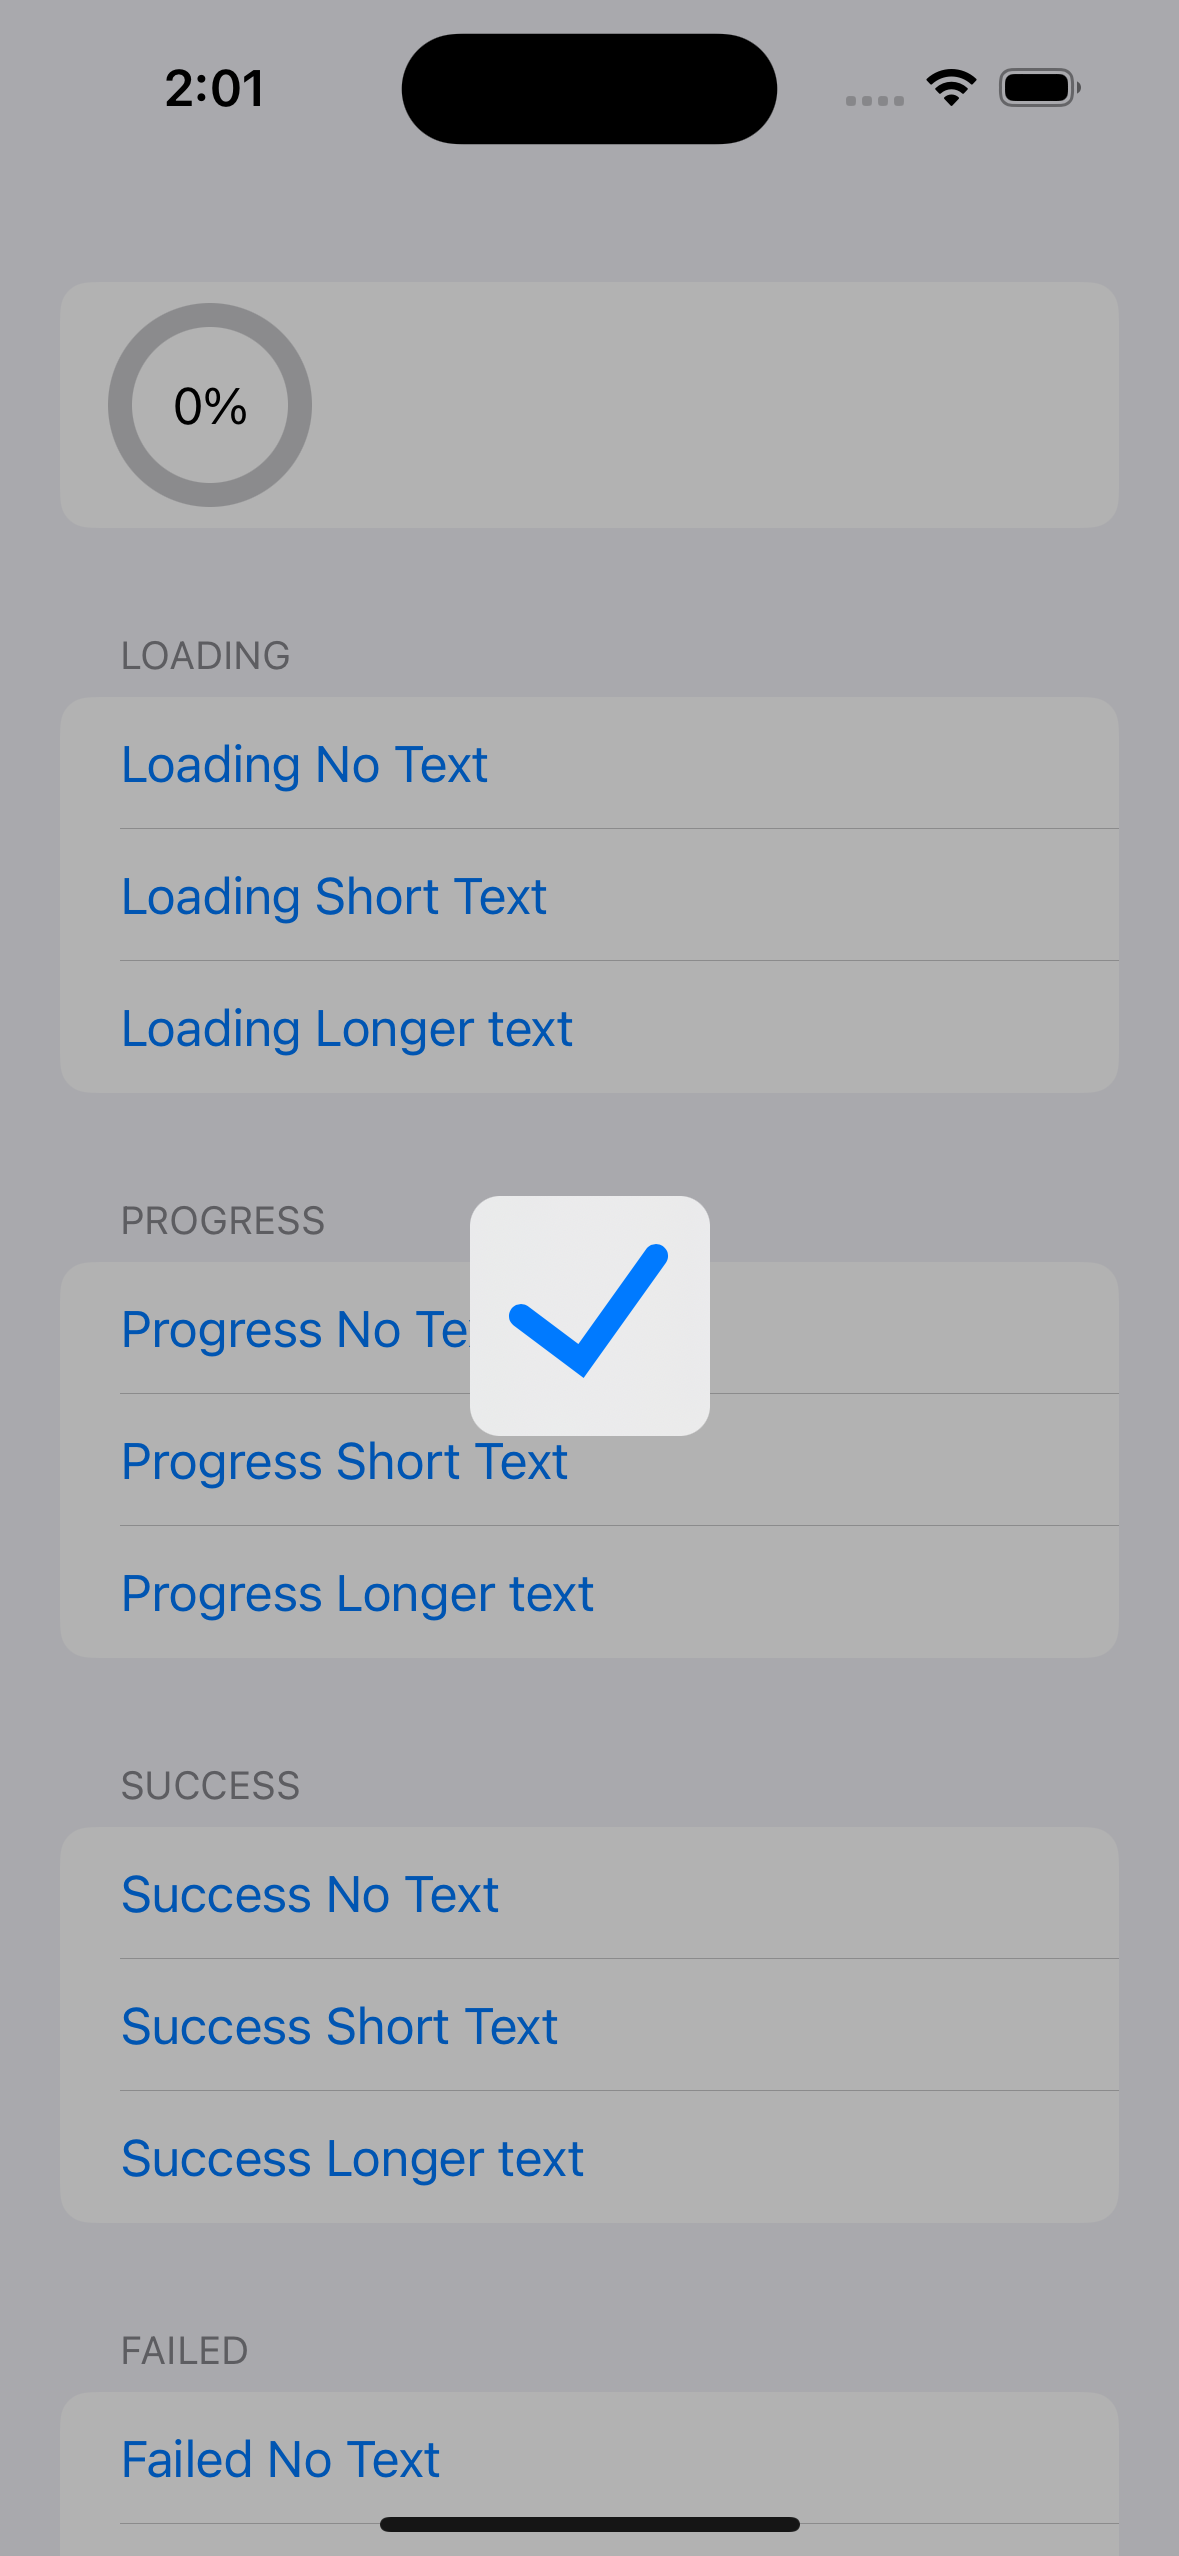 2:01
0%
LOADING
Loading No Text
Loading Short Text
Loading Longer text
PROGRESS
Progress No Te
Progress Short Text
Progress Longer text
SUCCESS
Success No Text
Success Short Text
Success Longer text
FAILED
Failed No Text